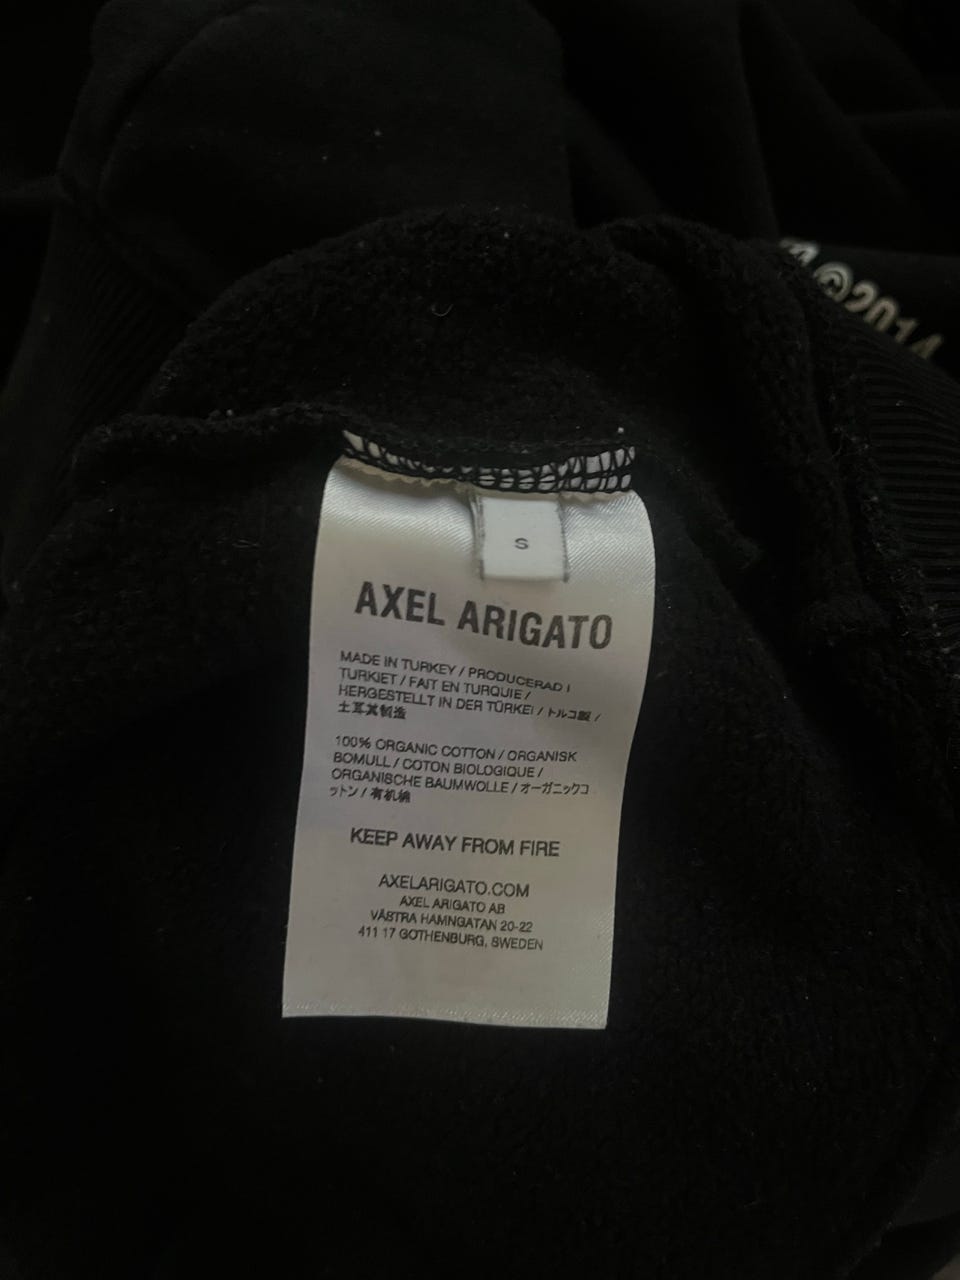 ©2014
S
AXEL ARIGATO
MADE IN TURKEY / PRODUCERAD I
TURKIET / FAIT EN TURQUIE /
HERGESTELLT IN DER TÜRKEI / トルコ製 /
土耳其製造
100% ORGANIC COTTON / ORGANISK
BOMULL / COTON BIOLOGIQUE /
ORGANISCHE BAUMWOLLE / オーガニックコ
ットン / 有机棉
KEEP AWAY FROM FIRE
AXELARIGATO.COM
AXEL ARIGATO AB
VÄSTRA HAMNGATAN 20-22
411 17 GOTHENBURG, SWEDEN